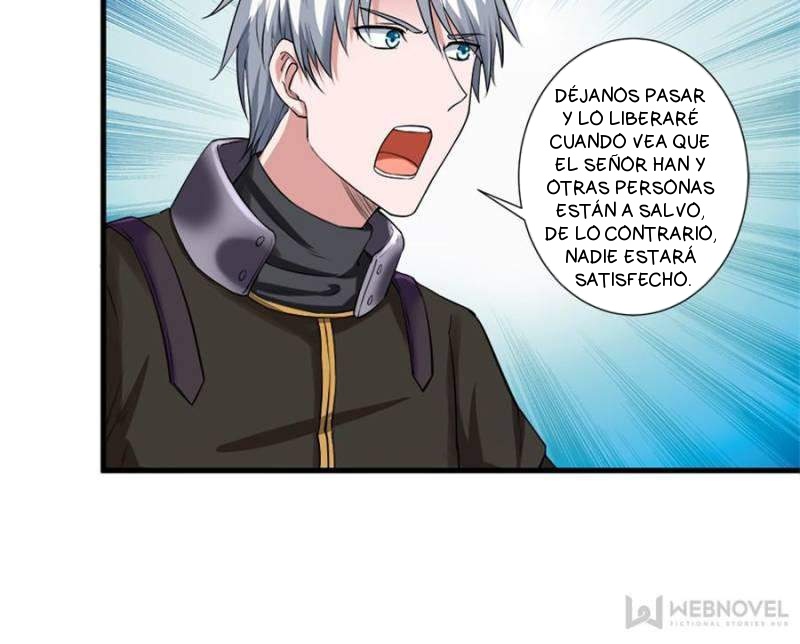 DÉJANOS PASAR
Y LO LIBERARÉ
CUANDO VEA QUE
EL SEÑOR HAN Y
OTRAS PERSONAS
ESTÁN A SALVO,
DE LO CONTRARIO,
NADIE ESTARÁ
SATISFECHO.
WEBNOVEL
FICTIONAL STORIES HUB